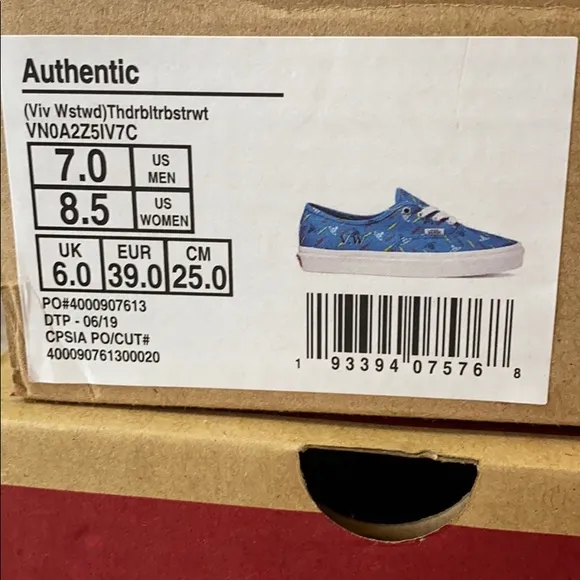 Authentic
(Viv Wstwd)Thdrbltrbstrwt
VN0A2Z5IV7C
7.0 US MEN
8.5 US WOMEN
UK 6.0 EUR 39.0 CM 25.0
PO#4000907613
DTP - 06/19
CPSIA PO/CUT#
400090761300020
1 93394 07576 8